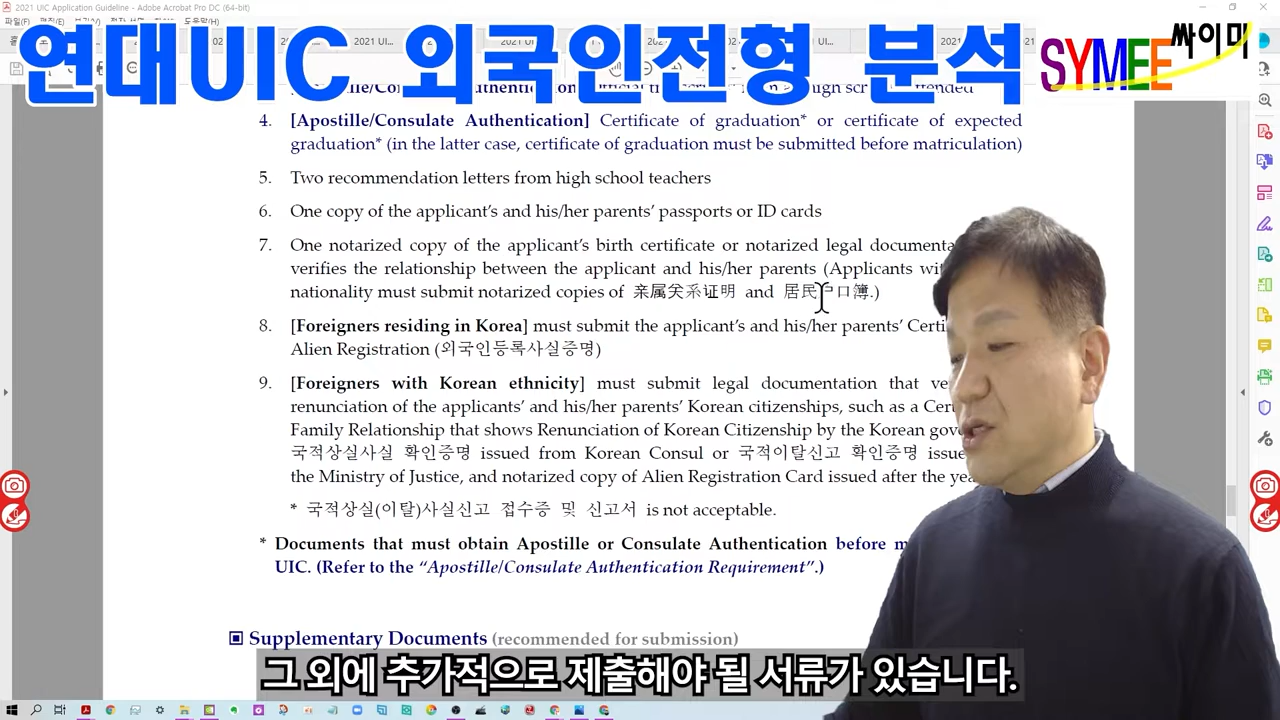 2021 UIC Application Guideline - Adobe Acrobat Pro DC (64-bit)
연대UIC 외국인전형 분석
SYMEE 싸이미
4. [Apostille/Consulate Authentication] Certificate of graduation* or certificate of expected
graduation* (in the latter case, certificate of graduation must be submitted before matriculation)
5. Two recommendation letters from high school teachers
6. One copy of the applicant's and his/her parents' passports or ID cards
7. One notarized copy of the applicant's birth certificate or notarized legal
verifies the relationship between the applicant and his/her parents (Applicants
nationality must submit notarized copies of 亲属关系证明 and 居民户口簿.)
8. [Foreigners residing in Korea] must submit the applicant's and his/her parents'
Alien Registration (외국인등록사실증명)
9. [Foreigners with Korean ethnicity] must submit legal documentation that
renunciation of the applicants' and his/her parents' Korean citizenships, such as a
Family Relationship that shows Renunciation of Korean Citizenship by the Korean
국적상실사실 확인증명 issued from Korean Consul or 국적이탈신고 확인증명
the Ministry of Justice, and notarized copy of Alien Registration Card issued after the
* 국적상실(이탈)사실신고 접수증 및 신고서 is not acceptable.
* Documents that must obtain Apostille or Consulate Authentication before
UIC. (Refer to the “Apostille/Consulate Authentication Requirement”.)
▣ Supplementary Documents (recommended for submission)
그 외에 추가적으로 제출해야 될 서류가 있습니다.